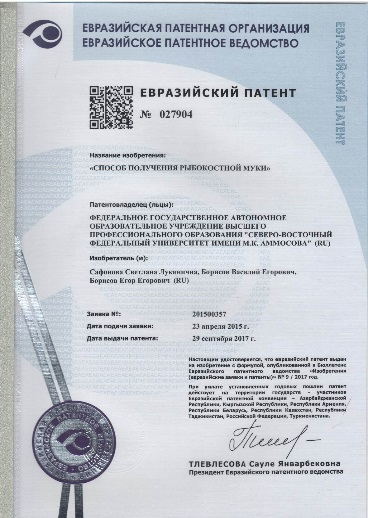 ЕВРАЗИЙСКАЯ ПАТЕНТНАЯ ОРГАНИЗАЦИЯ
ЕВРАЗИЙСКОЕ ПАТЕНТНОЕ ВЕДОМСТВО
ЕВРАЗИЙСКИЙ ПАТЕНТ
ЕВРАЗИЙСКИЙ ПАТЕНТ
№ 027904
Название изобретения:
«СПОСОБ ПОЛУЧЕНИЯ РЫБОКОСТНОЙ МУКИ»
Патентовладелец (льцы):
ФЕДЕРАЛЬНОЕ ГОСУДАРСТВЕННОЕ АВТОНОМНОЕ
ОБРАЗОВАТЕЛЬНОЕ УЧРЕЖДЕНИЕ ВЫСШЕГО
ПРОФЕССИОНАЛЬНОГО ОБРАЗОВАНИЯ "СЕВЕРО-ВОСТОЧНЫЙ
ФЕДЕРАЛЬНЫЙ УНИВЕРСИТЕТ ИМЕНИ М.К. АММОСОВА" (RU)
Изобретатель (и):
Сафонова Светлана Лукинична, Борисов Василий Егорович,
Борисов Егор Егорович (RU)
Заявка №: 201500357
Дата подачи заявки: 23 апреля 2015 г.
Дата выдачи патента: 29 сентября 2017 г.
Настоящим удостоверяется, что евразийский патент выдан
на изобретение с формулой, опубликованной в Бюллетене
Евразийского патентного ведомства «Изобретения
(евразийские заявки и патенты)» № 9 / 2017 год.
При уплате установленных годовых пошлин патент
действует на территории государств - участников
Евразийской патентной конвенции - Азербайджанской
Республики, Кыргызской Республики, Республики Армения,
Республики Беларусь, Республики Казахстан, Республики
Таджикистан, Российской Федерации, Туркменистана.
ТЛЕВЛЕСОВА Сауле Январбековна
Президент Евразийского патентного ведомства